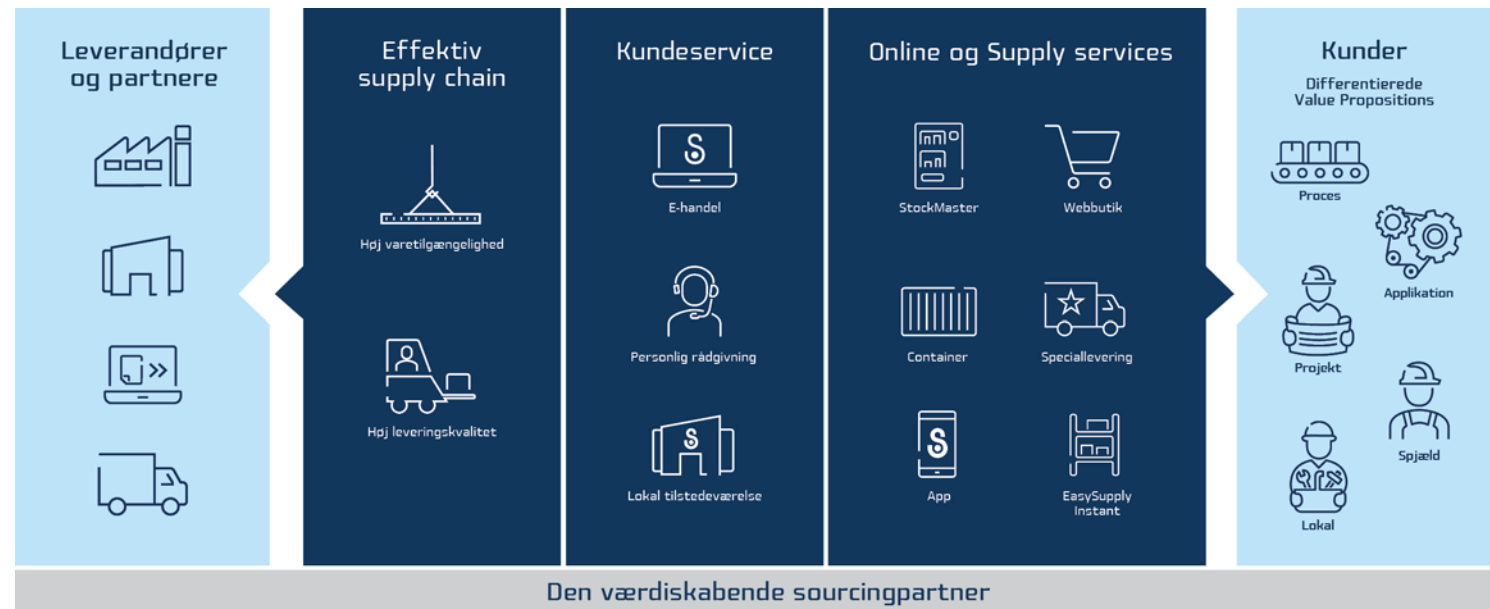 Leverandører
og partnere
Effektiv
supply chain
Høj varetilgængelighed
Høj leveringskvalitet
Kundeservice
E-handel
Personlig rådgivning
Lokal tilstedeværelse
Online og Supply services
StockMaster
Webbutik
Container
Speciallevering
App
EasySupply
Instant
Kunder
Differentierede
Value Propositions
Proces
Applikation
Projekt
Spjæld
Lokal
Den værdiskabende sourcingpartner